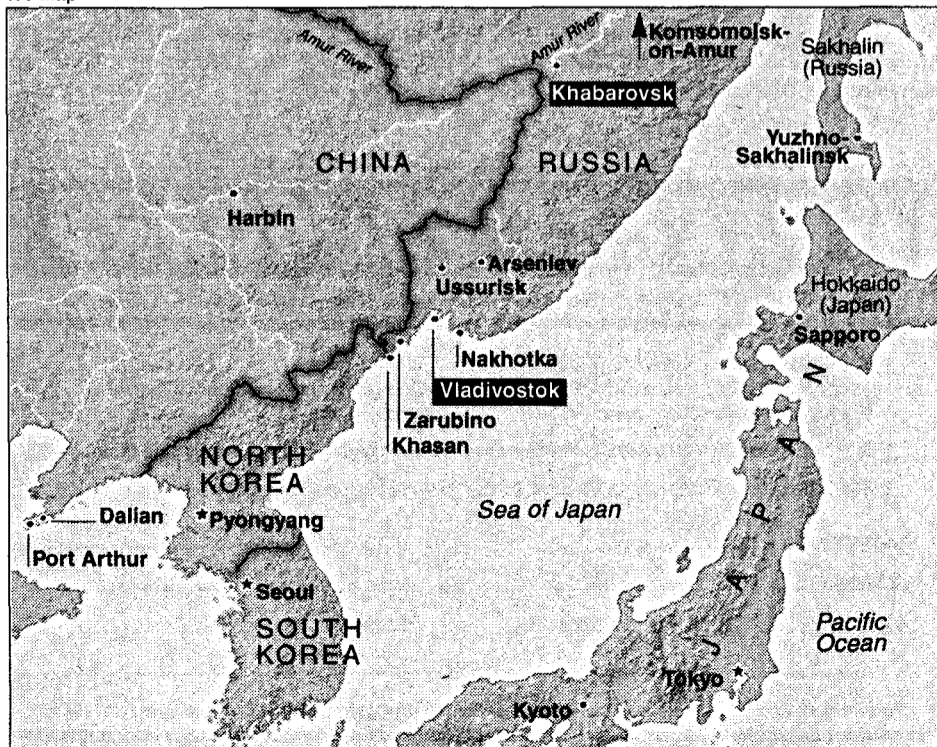 Amur River
Amur River
Komsomolsk-
on-Amur
Sakhalin
(Russia)
Khabarovsk
Yuzhno-
Sakhalinsk
CHINA
RUSSIA
Harbin
Arseniev
Ussurisk
Hokkaido
(Japan)
Sapporo
Nakhotka
Vladivostok
Zarubino
Khasan
NORTH
KOREA
Sea of Japan
JAPAN
Dalian
Pyongyang
Port Arthur
Seoul
SOUTH
KOREA
Pacific
Ocean
Tokyo
Kyoto